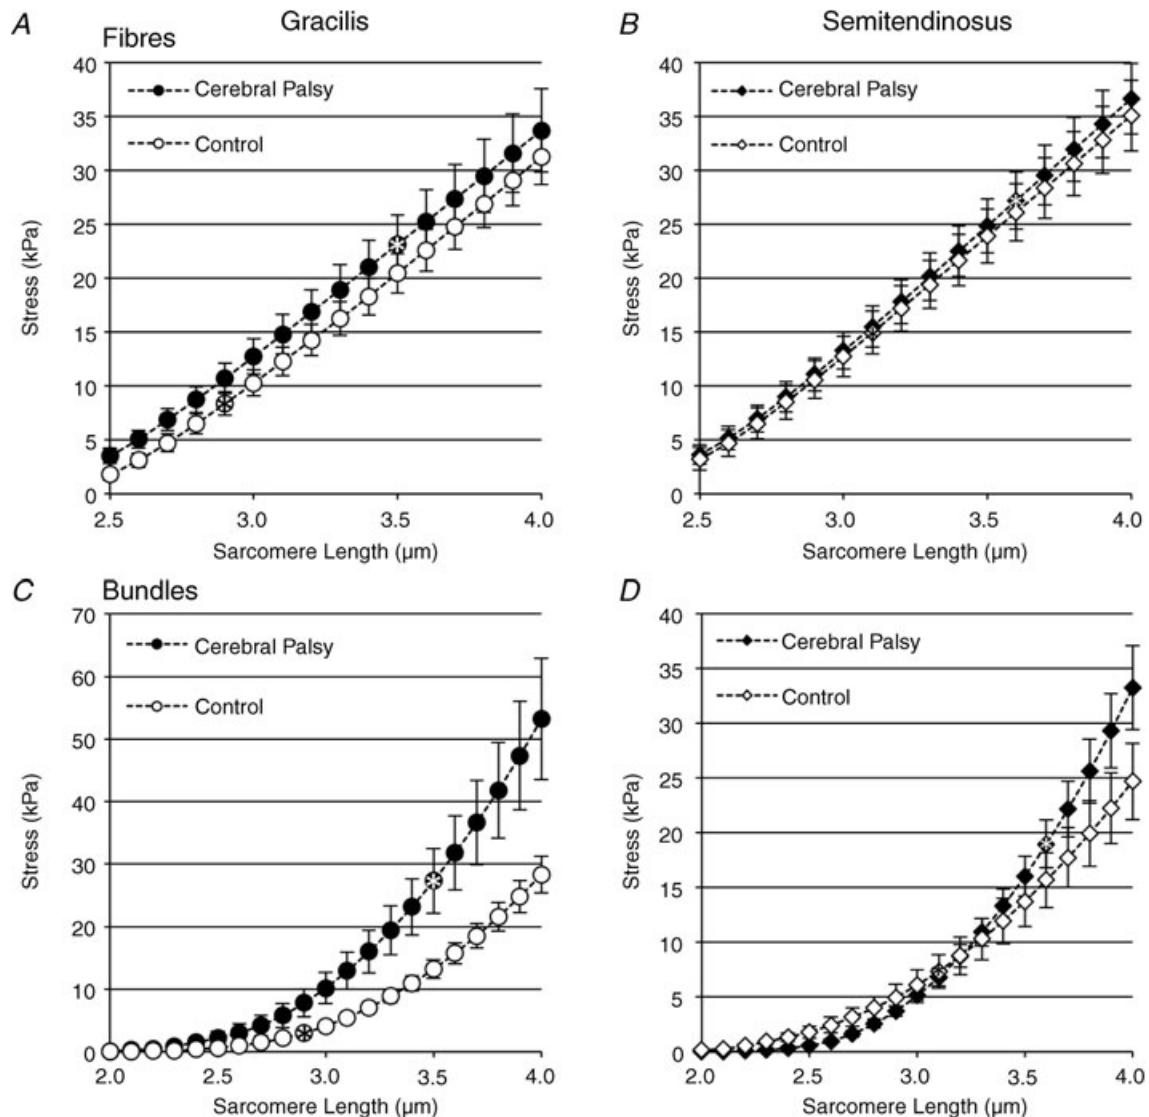 A Gracilis
Fibres
Stress (kPa)
40
35
30
25
20
15
10
5
0
Cerebral Palsy
Control
2.5 3.0 3.5 4.0
Sarcomere Length (µm)
B Semitendinosus
Stress (kPa)
40
35
30
25
20
15
10
5
0
Cerebral Palsy
Control
2.5 3.0 3.5 4.0
Sarcomere Length (µm)
C Bundles
Stress (kPa)
70
60
50
40
30
20
10
0
Cerebral Palsy
Control
2.0 2.5 3.0 3.5 4.0
Sarcomere Length (µm)
D
Stress (kPa)
40
35
30
25
20
15
10
5
0
Cerebral Palsy
Control
2.0 2.5 3.0 3.5 4.0
Sarcomere Length (µm)